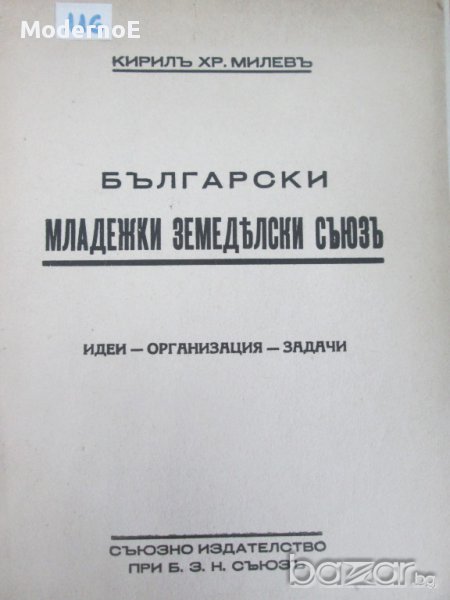 ModernoE
116
КИРИЛЪ ХР. МИЛЕВЪ
БЪЛГАРСКИ
МЛАДЕЖКИ ЗЕМЕДѢЛСКИ СЪЮЗЪ
ИДЕИ — ОРГАНИЗАЦИЯ — ЗАДАЧИ
СЪЮЗНО ИЗДАТЕЛСТВО
ПРИ Б. З. Н. СЪЮЗЪ
bazar.bg